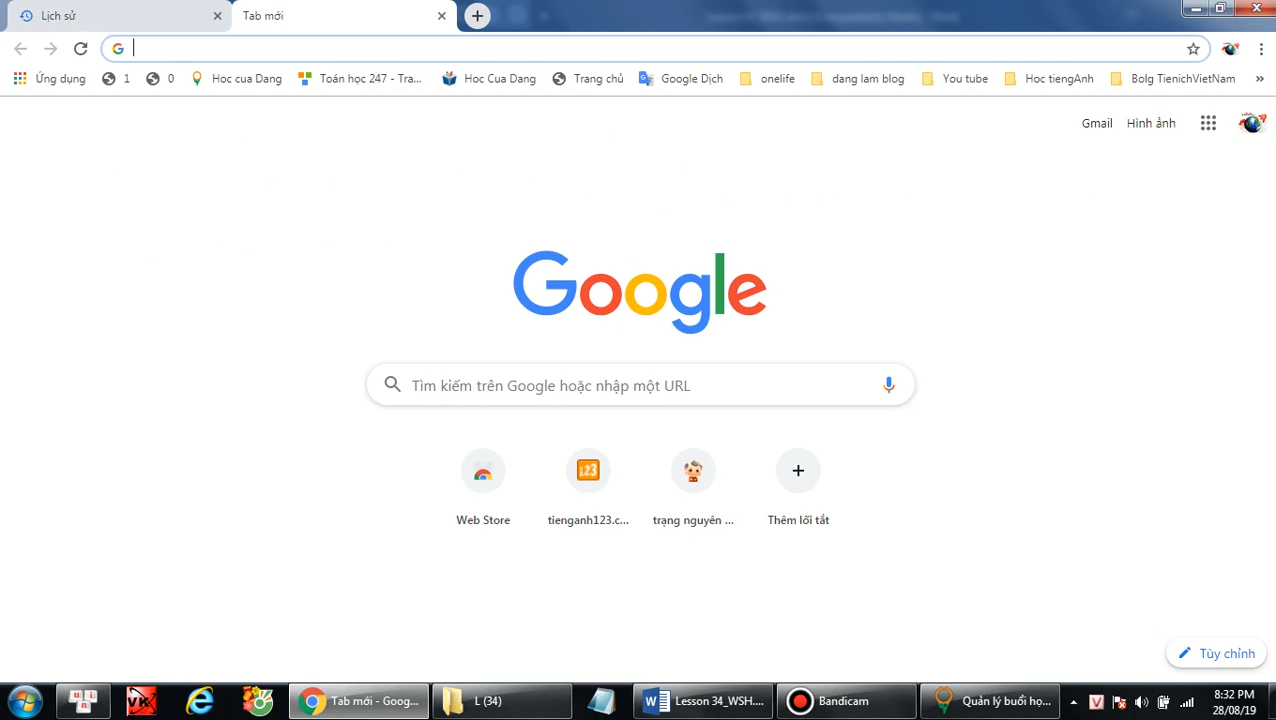 Lịch sử
Tab mới
Ứng dụng
1
0
Hoc cua Dang
Toán học 247 - Tra...
Học Cua Dang
Trang chủ
Google Dịch
onelife
dang lam blog
You tube
Hoc tiengAnh
Bolg TienichVietNam
»
Gmail
Hình ảnh
Google
Tìm kiếm trên Google hoặc nhập một URL
123
Web Store
tienganh123.c...
trạng nguyên ...
Thêm lối tắt
Tùy chỉnh
Tab mới - Goog...
L (34)
Lesson 34_WSH....
Bandicam
Quản lý buổi họ...
8:32 PM
28/08/19